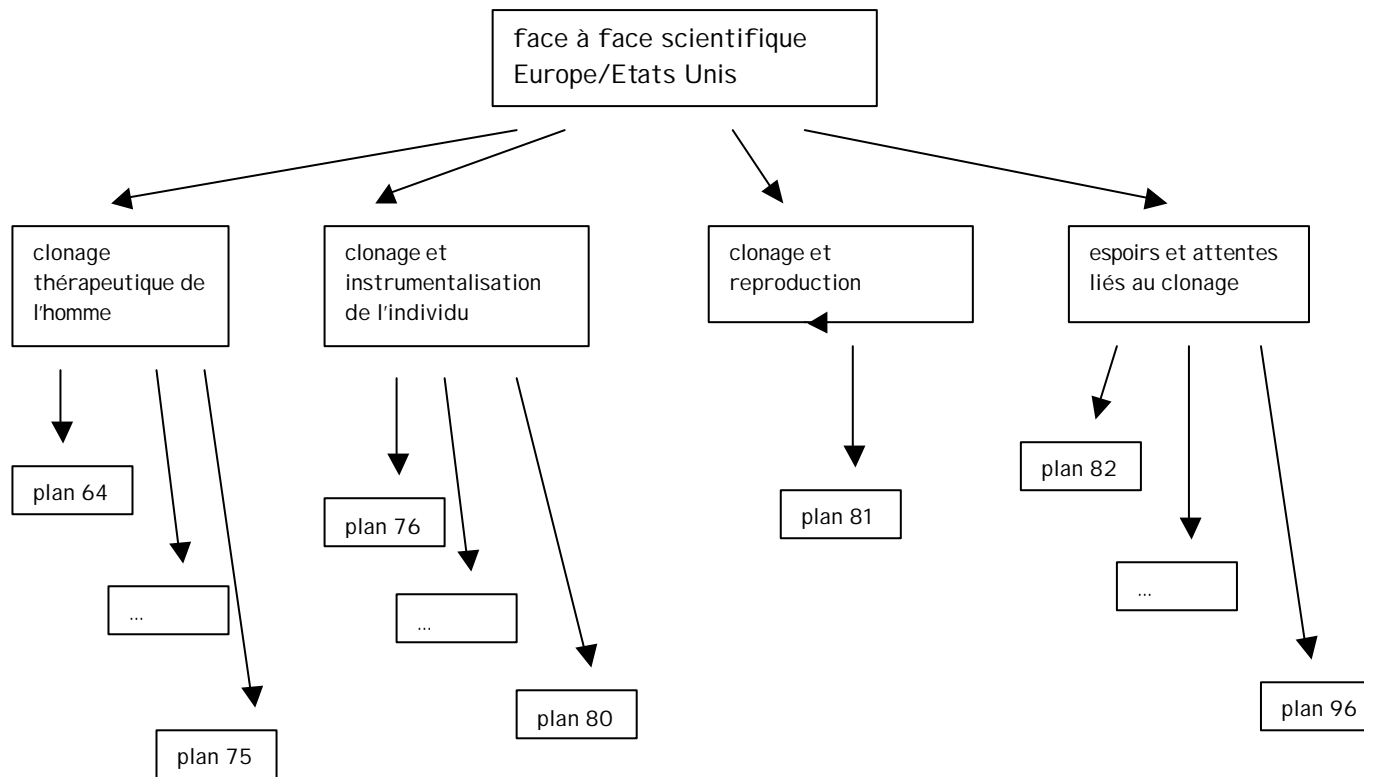 face à face scientifique
Europe/Etats Unis
clonage
thérapeutique de
l'homme
clonage et
instrumentalisation
de l'individu
clonage et
reproduction
espoirs et attentes
liés au clonage
plan 64
...
plan 75
plan 76
...
plan 80
plan 81
plan 82
...
plan 96